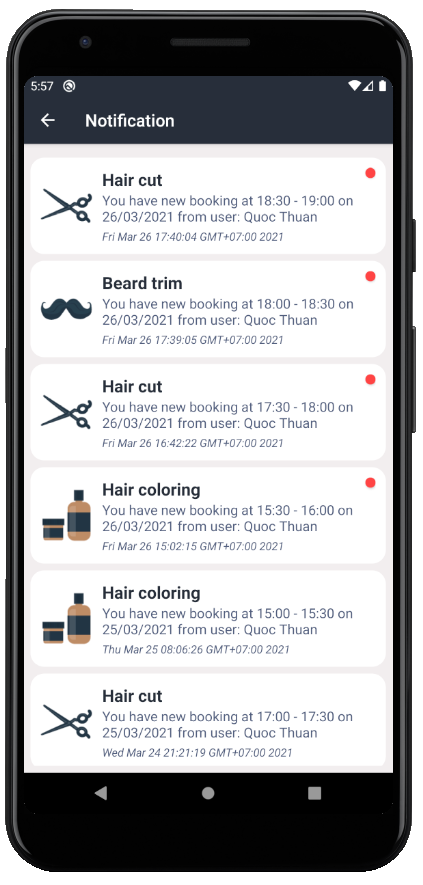 5:57
Notification
Hair cut
You have new booking at 18:30 - 19:00 on
26/03/2021 from user: Quoc Thuan
Fri Mar 26 17:40:04 GMT+07:00 2021
Beard trim
You have new booking at 18:00 - 18:30 on
26/03/2021 from user: Quoc Thuan
Fri Mar 26 17:39:05 GMT+07:00 2021
Hair cut
You have new booking at 17:30 - 18:00 on
26/03/2021 from user: Quoc Thuan
Fri Mar 26 16:42:22 GMT+07:00 2021
Hair coloring
You have new booking at 15:30 - 16:00 on
26/03/2021 from user: Quoc Thuan
Fri Mar 26 15:02:15 GMT+07:00 2021
Hair coloring
You have new booking at 15:00 - 15:30 on
25/03/2021 from user: Quoc Thuan
Thu Mar 25 08:06:26 GMT+07:00 2021
Hair cut
You have new booking at 17:00 - 17:30 on
25/03/2021 from user: Quoc Thuan
Wed Mar 24 21:21:19 GMT+07:00 2021